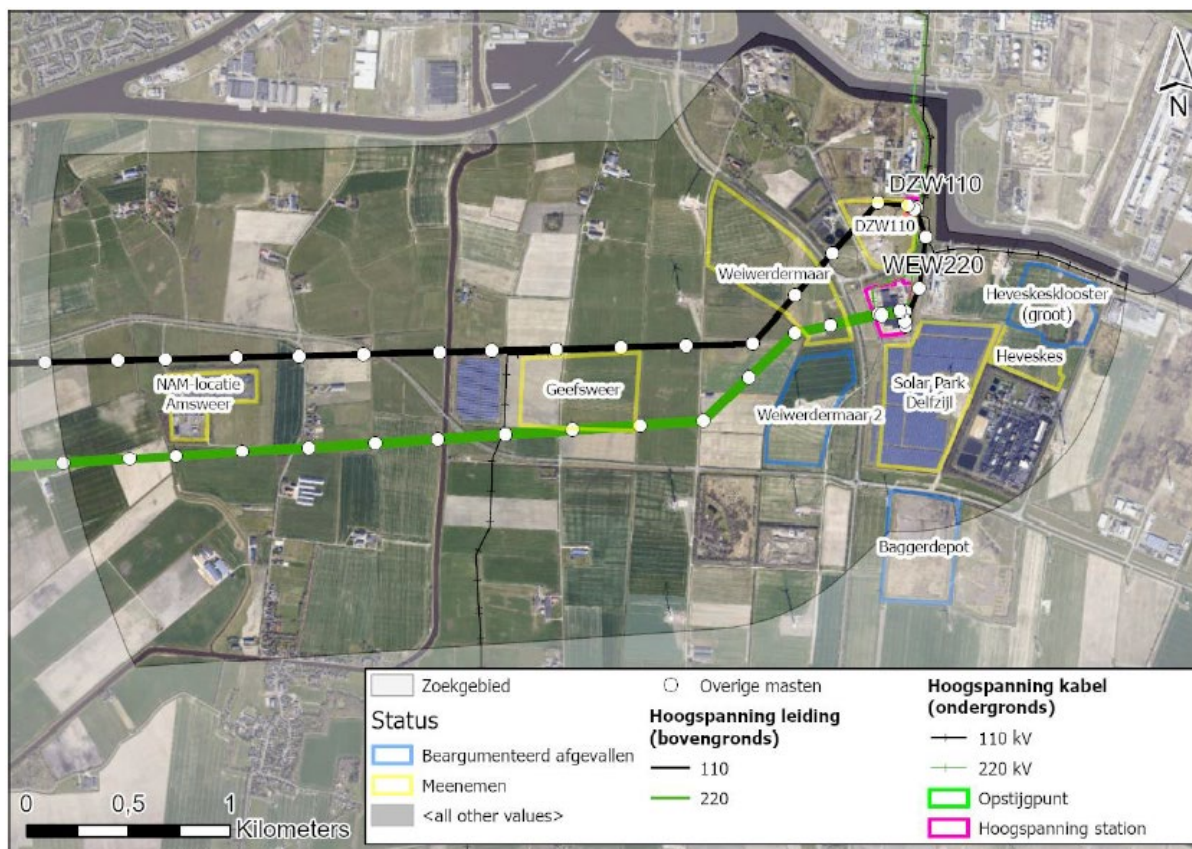 N
DZW110
DZW110
WEW220
Weiwerdermaar
Heveskesklooster
(groot)
Heveskes
NAM-locatie
Amsweer
Geefsweer
Solar Park
Delfzijl
Weiwerdermaar 2
Baggerdepot
Zoekgebied
Status
Beargumenteerd afgevallen
Meenemen
<all other values>
Overige masten
Hoogspanning leiding
(bovengronds)
110
220
Hoogspanning kabel
(ondergronds)
110 kV
220 kV
Opstijgpunt
Hoogspanning station
0 0,5 1
Kilometers